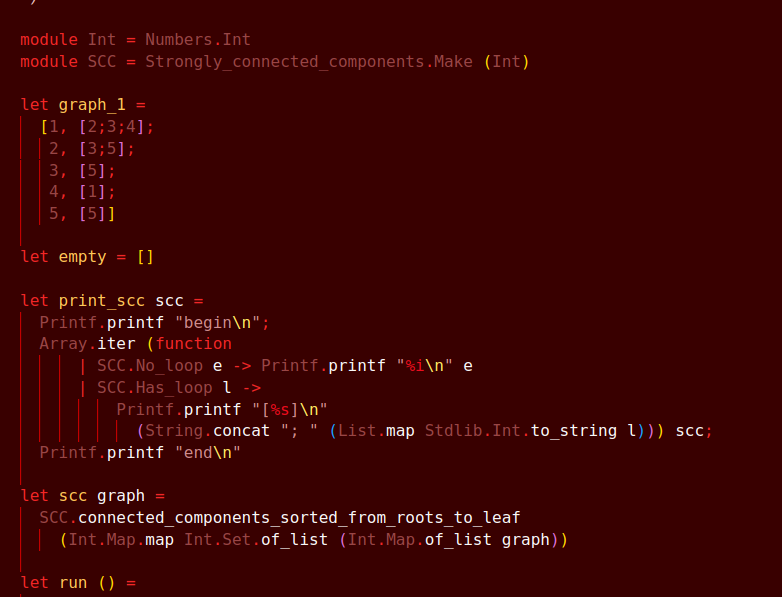 module Int = Numbers.Int
module SCC = Strongly_connected_components.Make (Int)
let graph_1 =
[1, [2;3;4];
2, [3;5];
3, [5];
4, [1];
5, [5]]
let empty = []
let print_scc scc =
Printf.printf "begin\n";
Array.iter (function
| SCC.No_loop e -> Printf.printf "%i\n" e
| SCC.Has_loop l ->
Printf.printf "[%s]\n"
(String.concat "; " (List.map Stdlib.Int.to_string l))) scc;
Printf.printf "end\n"
let scc graph =
SCC.connected_components_sorted_from_roots_to_leaf
(Int.Map.map Int.Set.of_list (Int.Map.of_list graph))
let run () =